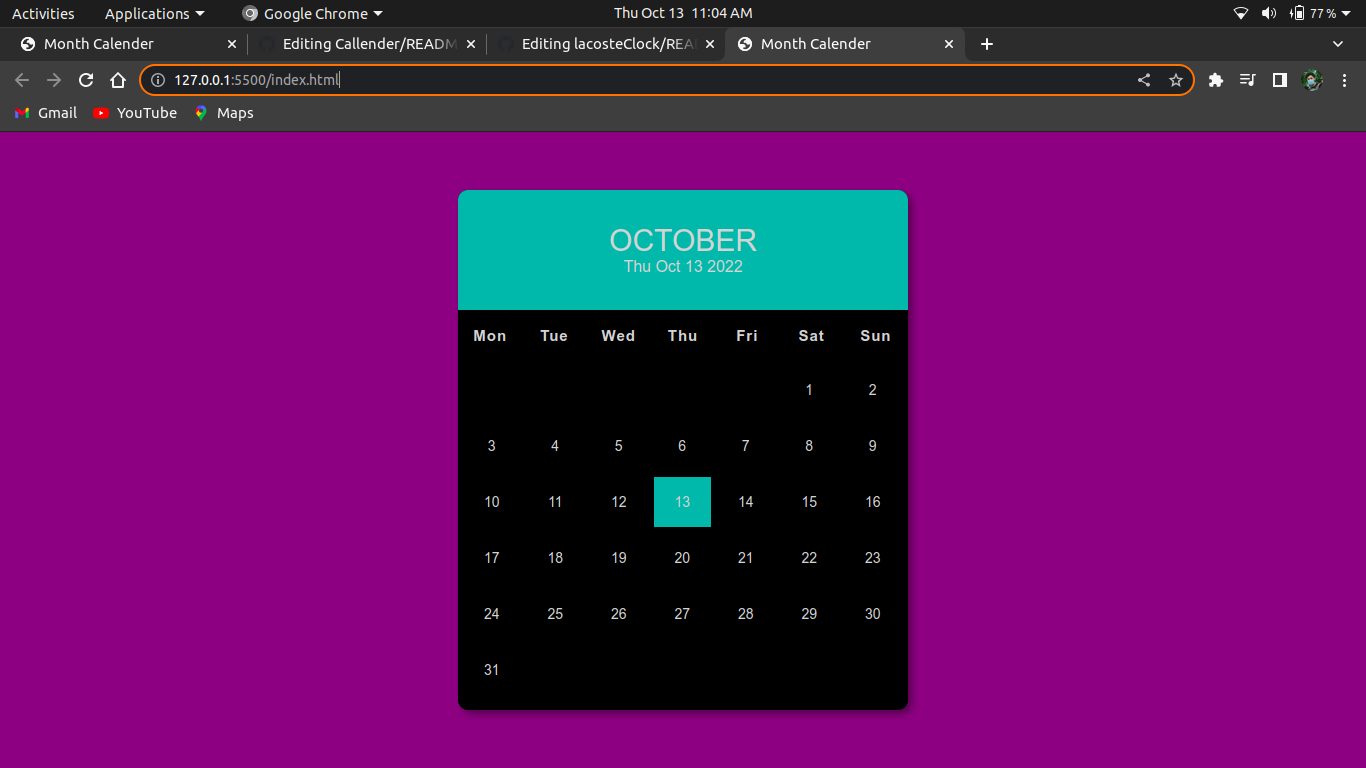 Activities Applications Google Chrome Thu Oct 13 11:04 AM 77 %
Month Calender Editing Callender/READM Editing lacosteClock/REA Month Calender
127.0.0.1:5500/index.html
Gmail YouTube Maps
OCTOBER
Thu Oct 13 2022
Mon Tue Wed Thu Fri Sat Sun
1 2
3 4 5 6 7 8 9
10 11 12 13 14 15 16
17 18 19 20 21 22 23
24 25 26 27 28 29 30
31